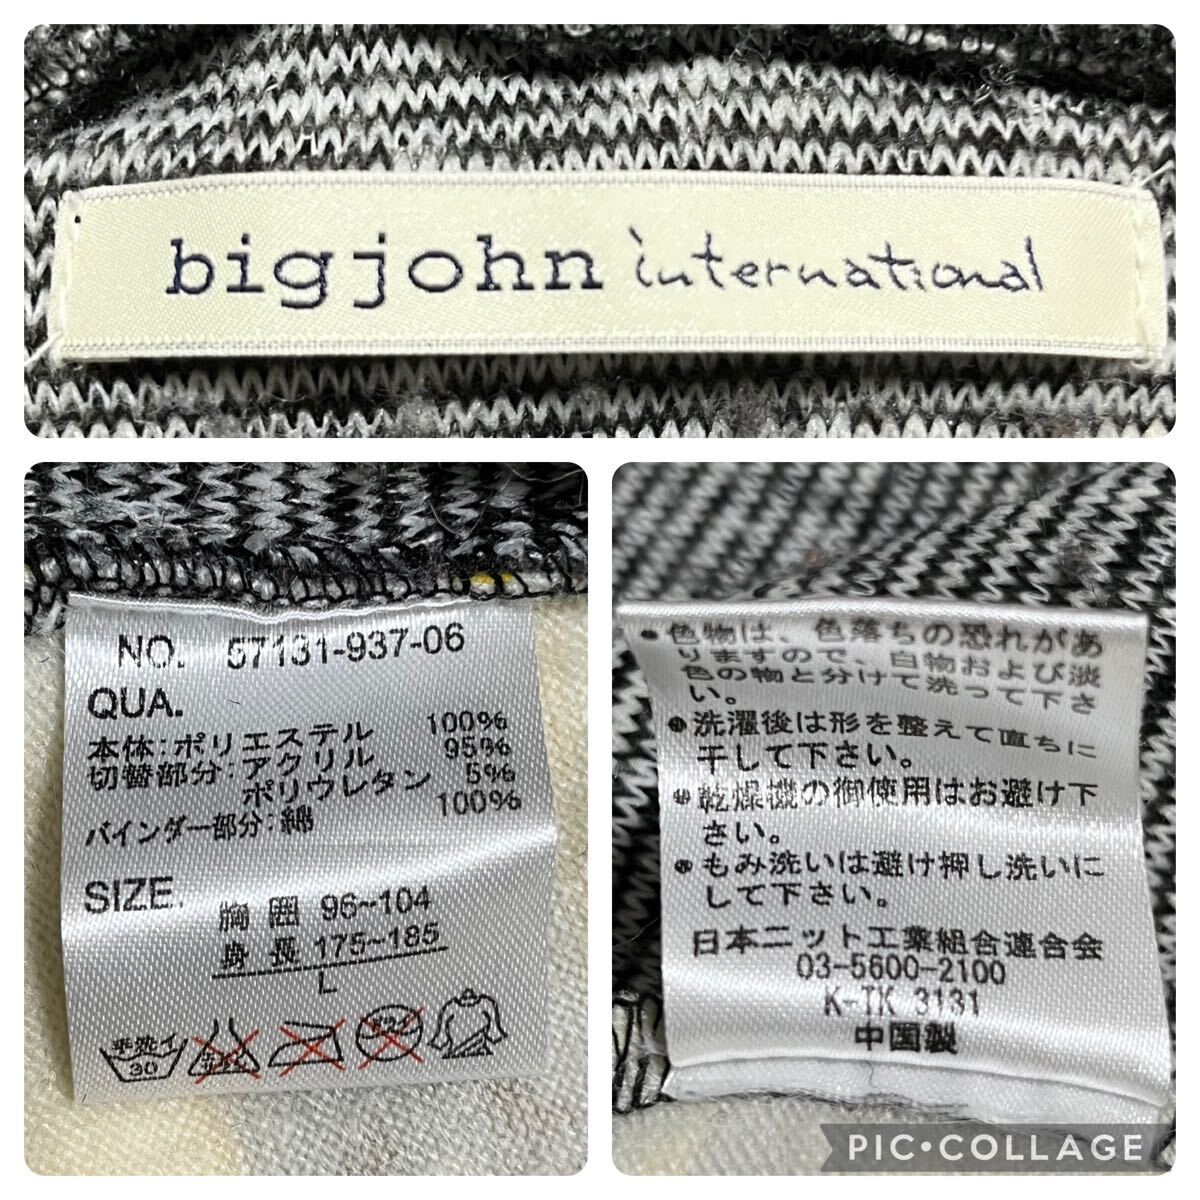 bigjohn international
NO. 57131-937-06
QUA.
本体:ポリエステル 100%
切替部分:アクリル 95%
ポリウレタン 5%
バインダー部分:綿 100%
SIZE.
胸囲 96~104
身長 175~185
L
手洗イ
30
• 色物は、色落ちの恐れがあ
りますので、白物および淡
色の物と分けて洗って下さ
い。
• 洗濯後は形を整えて直ちに
干して下さい。
• 乾燥機の御使用はお避け下
さい。
• もみ洗いは避け押し洗いに
して下さい。
日本ニット工業組合連合会
03-5600-2100
K-TK 3131
中国製
PIC•COLLAGE